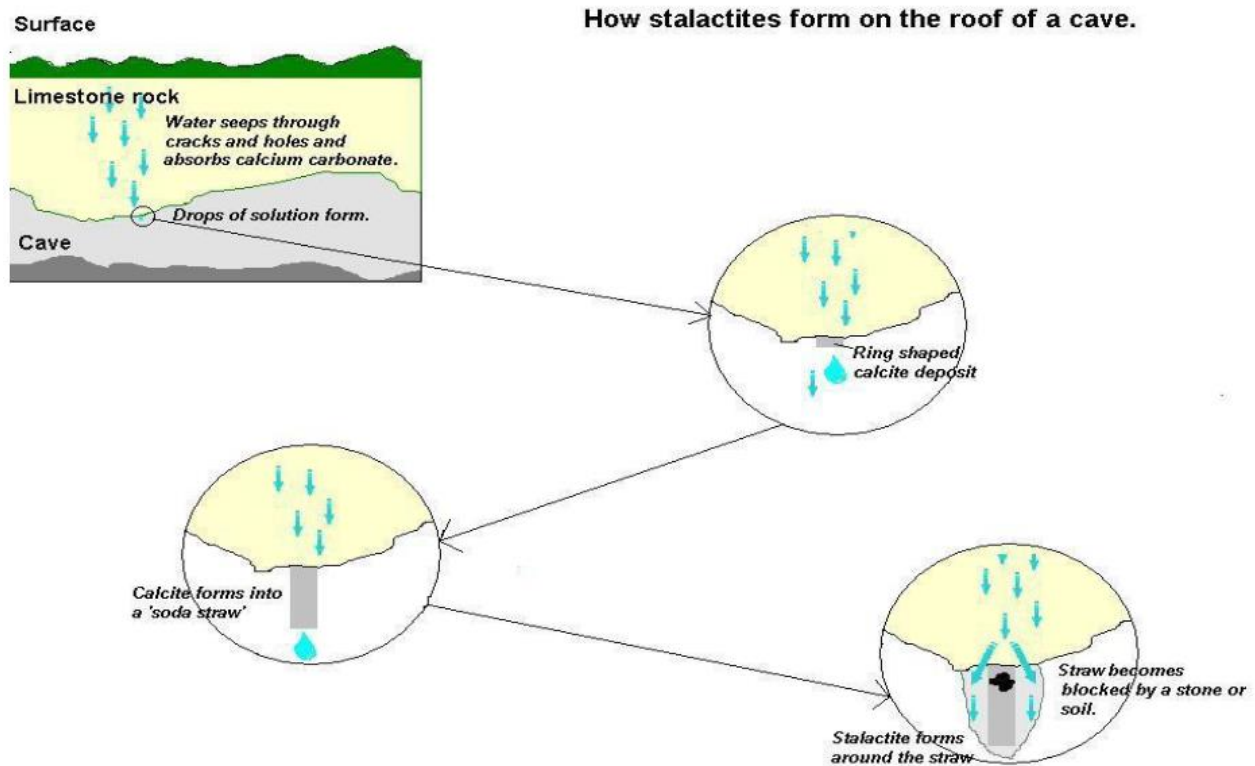 How stalactites form on the roof of a cave.
Surface
Limestone rock
Water seeps through
cracks and holes and
absorbs calcium carbonate.
Drops of solution form.
Cave
Ring shaped
calcite deposit
Calcite forms into
a 'soda straw'
Straw becomes
blocked by a stone or
soil.
Stalactite forms
around the straw